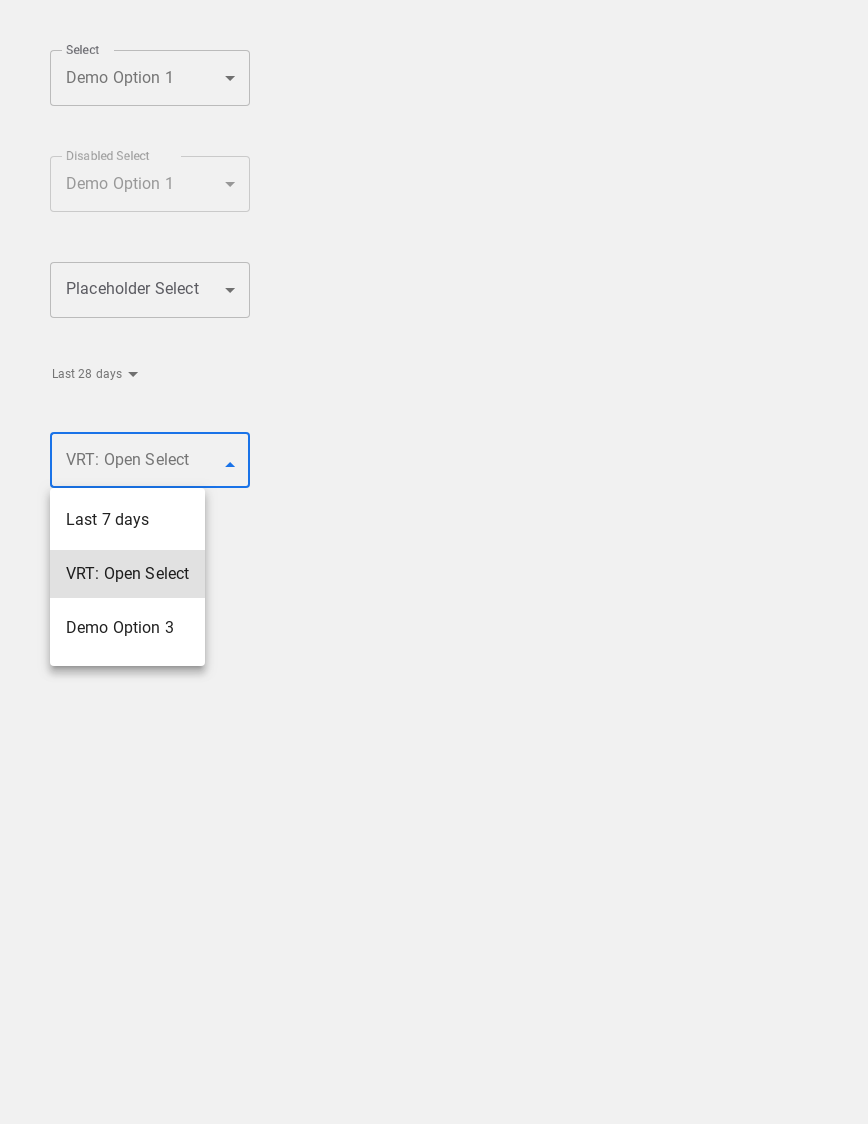 Select
Demo Option 1
Disabled Select
Demo Option 1
Placeholder Select
Last 28 days
VRT: Open Select
Last 7 days
VRT: Open Select
Demo Option 3